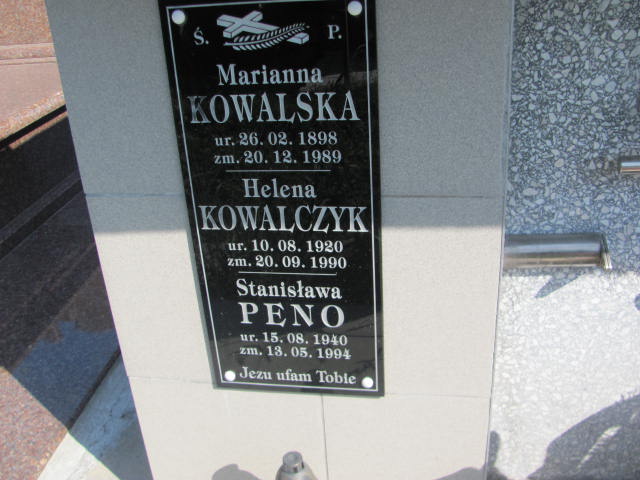 Ś. P.
Marianna
KOWALSKA
ur. 26. 02. 1898
zm. 20. 12. 1989
Helena
KOWALCZYK
ur. 10. 08. 1920
zm. 20. 09. 1990
Stanisława
PENO
ur. 15. 08. 1940
zm. 13. 05. 1994
Jezu ufam Tobie